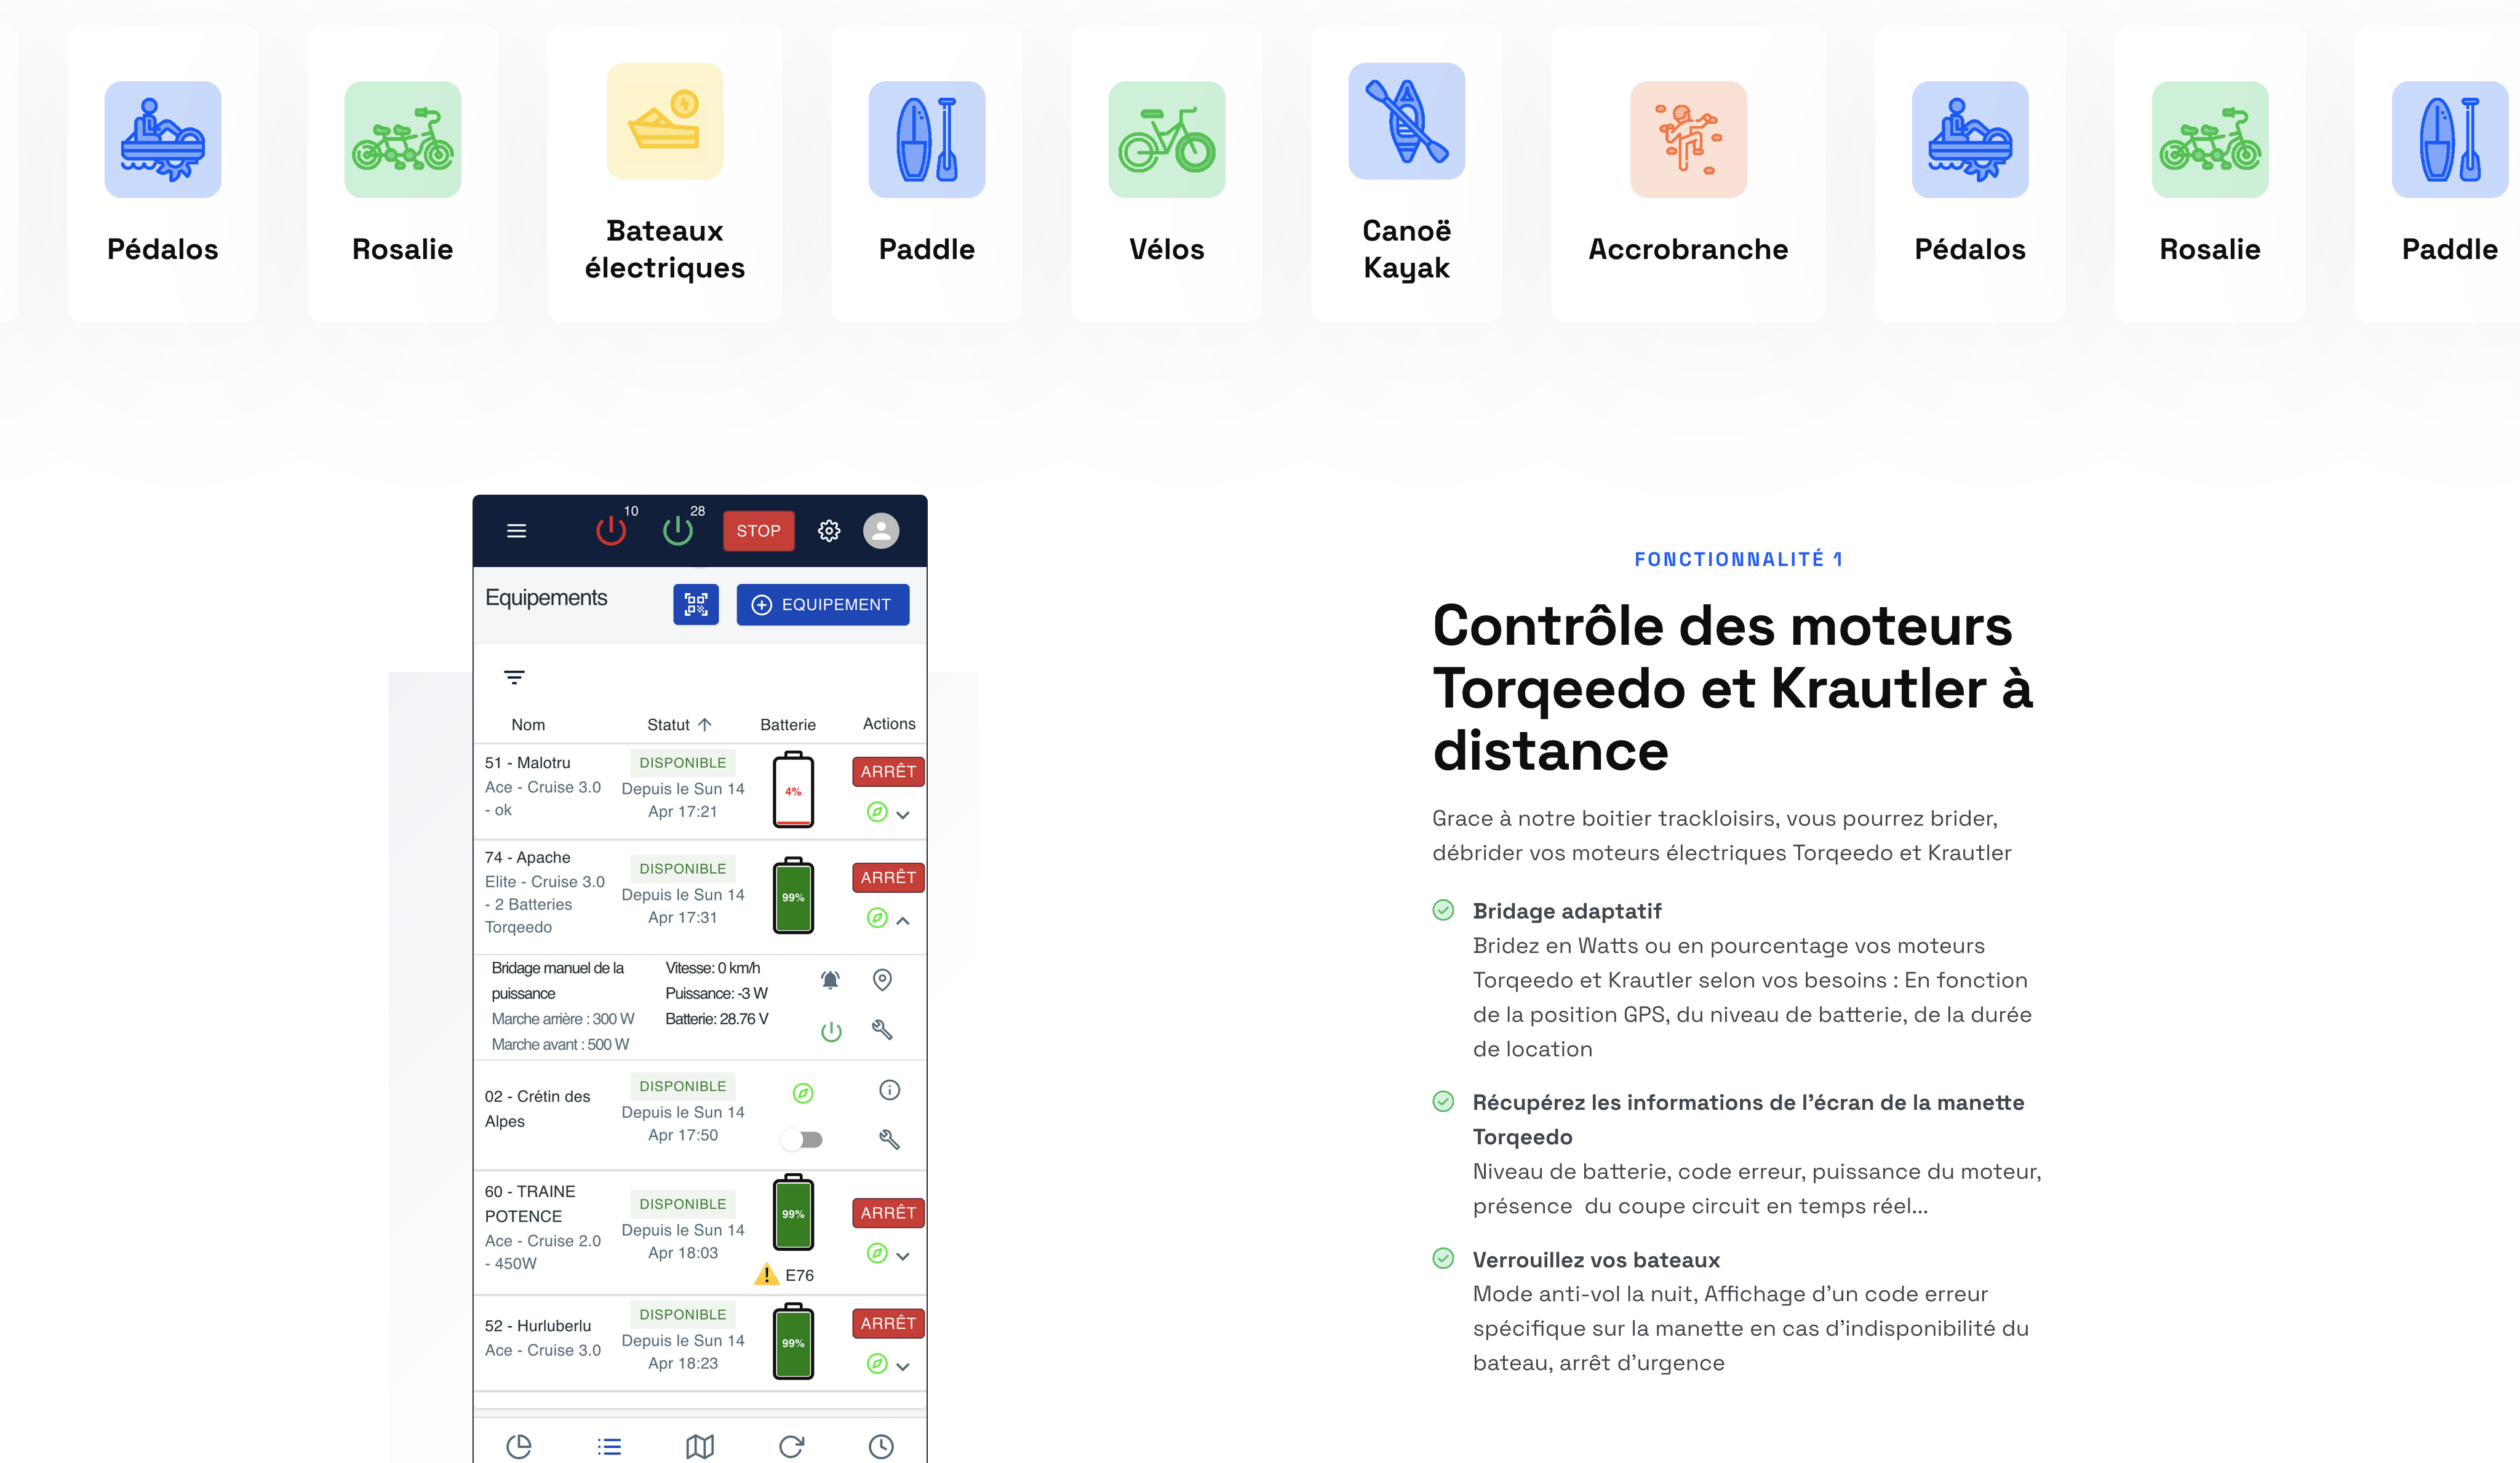 Pédalos
Rosalie
Bateaux
électriques
Paddle
Vélos
Canoë
Kayak
Accrobranche
Pédalos
Rosalie
Paddle
10
28
STOP
Equipements
EQUIPEMENT
Nom
Statut
Batterie
Actions
51 - Malotru
Ace - Cruise 3.0
- ok
DISPONIBLE
Depuis le Sun 14
Apr 17:21
4%
ARRÊT
74 - Apache
Elite - Cruise 3.0
- 2 Batteries
Torqeedo
DISPONIBLE
Depuis le Sun 14
Apr 17:31
99%
ARRÊT
Bridage manuel de la
puissance
Marche arrière : 300 W
Marche avant : 500 W
Vitesse: 0 km/h
Puissance: -3 W
Batterie: 28.76 V
02 - Crétin des
Alpes
DISPONIBLE
Depuis le Sun 14
Apr 17:50
60 - TRAINE
POTENCE
Ace - Cruise 2.0
- 450W
DISPONIBLE
Depuis le Sun 14
Apr 18:03
99%
E76
ARRÊT
52 - Hurluberlu
Ace - Cruise 3.0
DISPONIBLE
Depuis le Sun 14
Apr 18:23
99%
ARRÊT
FONCTIONNALITÉ 1
Contrôle des moteurs
Torqeedo et Krautler à
distance
Grace à notre boitier trackloisirs, vous pourrez brider,
débrider vos moteurs électriques Torqeedo et Krautler
Bridage adaptatif
Bridez en Watts ou en pourcentage vos moteurs
Torqeedo et Krautler selon vos besoins : En fonction
de la position GPS, du niveau de batterie, de la durée
de location
Récupérez les informations de l'écran de la manette
Torqeedo
Niveau de batterie, code erreur, puissance du moteur,
présence  du coupe circuit en temps réel...
Verrouillez vos bateaux
Mode anti-vol la nuit, Affichage d'un code erreur
spécifique sur la manette en cas d'indisponibilité du
bateau, arrêt d'urgence